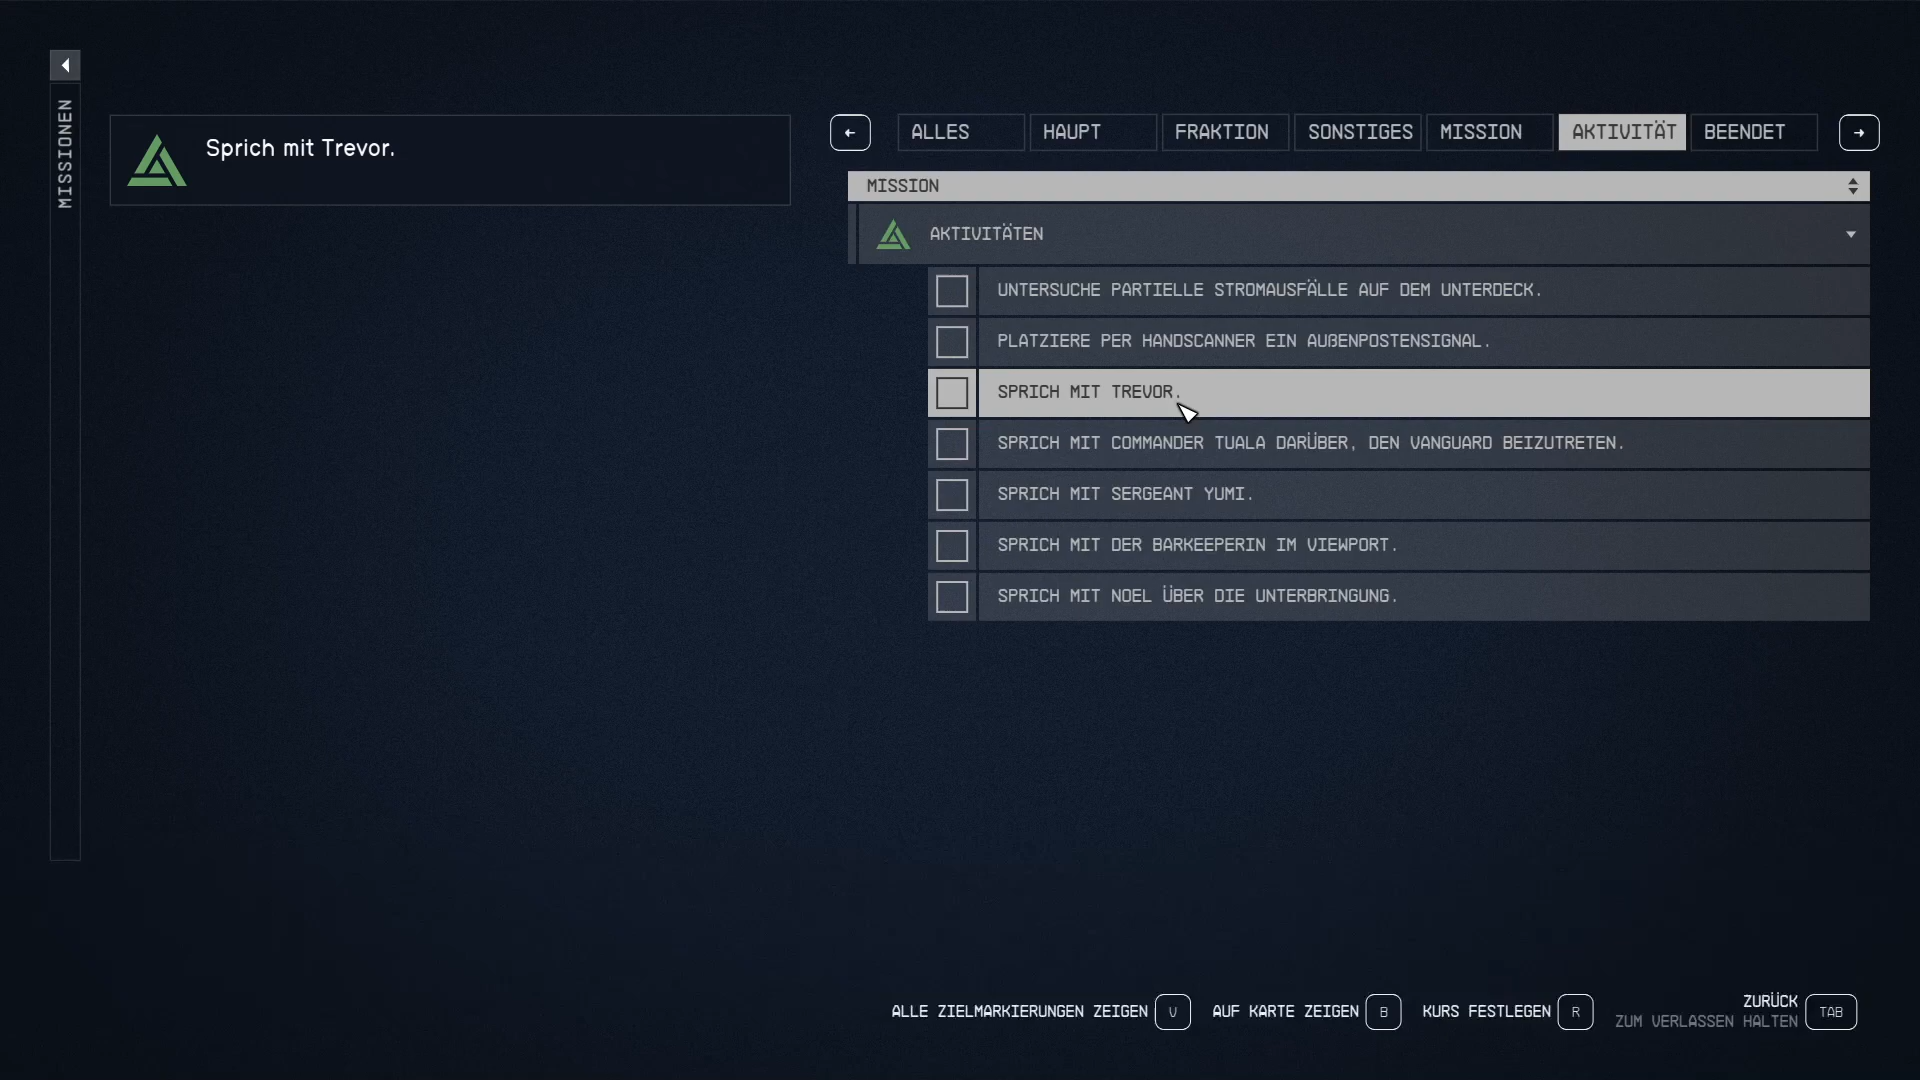 MISSIONEN
Sprich mit Trevor.
ALLES HAUPT FRAKTION SONSTIGES MISSION AKTIVITÄT BEENDET
MISSION
AKTIVITÄTEN
UNTERSUCHE PARTIELLE STROMAUSFÄLLE AUF DEM UNTERDECK.
PLATZIERE PER HANDSCANNER EIN AUßENPOSTENSIGNAL.
SPRICH MIT TREVOR.
SPRICH MIT COMMANDER TUALA DARÜBER, DEN VANGUARD BEIZUTRETEN.
SPRICH MIT SERGEANT YUMI.
SPRICH MIT DER BARKEEPERIN IM VIEWPORT.
SPRICH MIT NOEL ÜBER DIE UNTERBRINGUNG.
ALLE ZIELMARKIERUNGEN ZEIGEN V AUF KARTE ZEIGEN B KURS FESTLEGEN R ZURÜCK TAB
ZUM VERLASSEN HALTEN